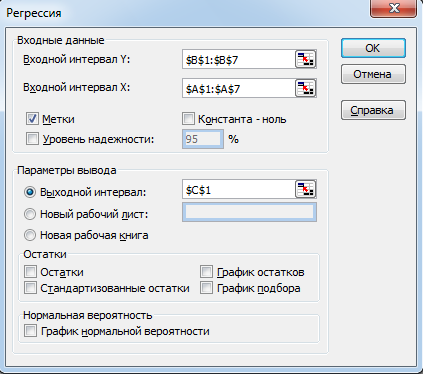 Регрессия
Входные данные
Входной интервал Y: $B$1:$B$7
Входной интервал X: $A$1:$A$7
Метки Константа - ноль
Уровень надежности: 95 %
OK
Отмена
Справка
Параметры вывода
Выходной интервал: $C$1
Новый рабочий лист:
Новая рабочая книга
Остатки
Остатки График остатков
Стандартизованные остатки График подбора
Нормальная вероятность
График нормальной вероятности